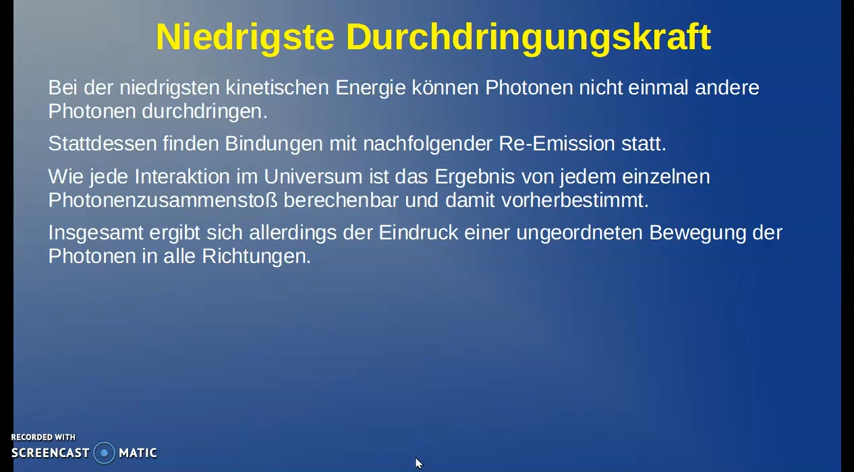 Niedrigste Durchdringungskraft
Bei der niedrigsten kinetischen Energie können Photonen nicht einmal andere
Photonen durchdringen.
Stattdessen finden Bindungen mit nachfolgender Re-Emission statt.
Wie jede Interaktion im Universum ist das Ergebnis von jedem einzelnen
Photonenzusammenstoß berechenbar und damit vorherbestimmt.
Insgesamt ergibt sich allerdings der Eindruck einer ungeordneten Bewegung der
Photonen in alle Richtungen.
RECORDED WITH
SCREENCAST MATIC